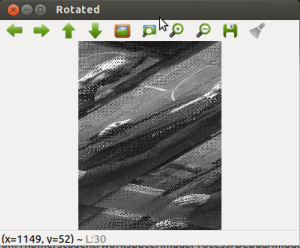 Rotated
(x=1149, y=52) ~ L:30